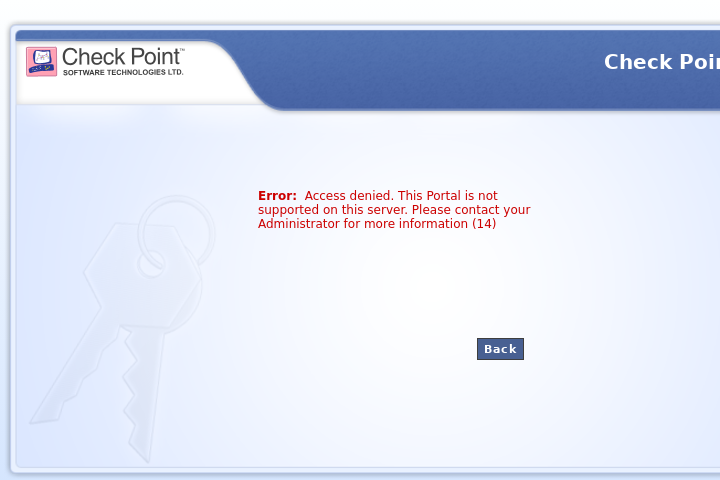 Check Point™
SOFTWARE TECHNOLOGIES LTD.
Check Poi
Error: Access denied. This Portal is not
supported on this server. Please contact your
Administrator for more information (14)
Back